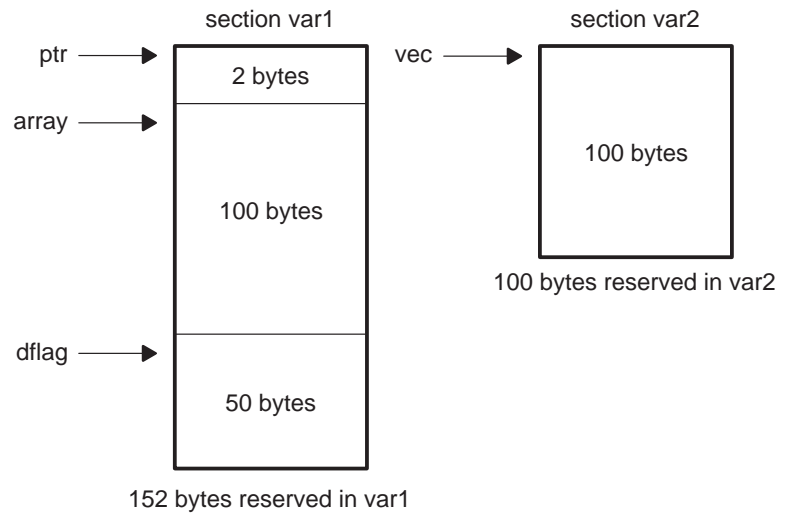 section var1
ptr
2 bytes
array
100 bytes
dflag
50 bytes
152 bytes reserved in var1
section var2
vec
100 bytes
100 bytes reserved in var2